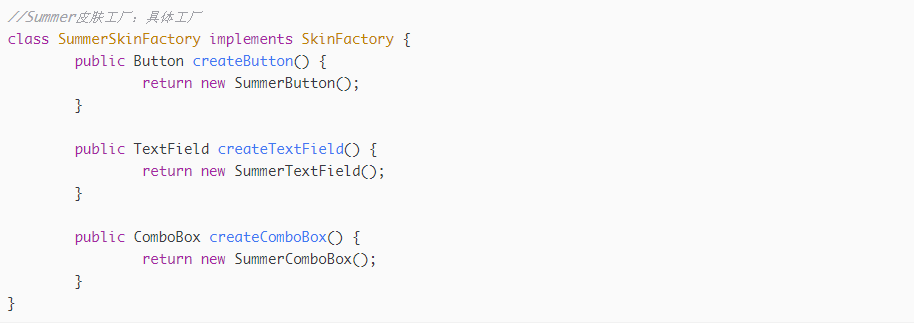 //Summer皮肤工厂：具体工厂
class SummerSkinFactory implements SkinFactory {
        public Button createButton() {
                return new SummerButton();
        }

        public TextField createTextField() {
                return new SummerTextField();
        }

        public ComboBox createComboBox() {
                return new SummerComboBox();
        }
}